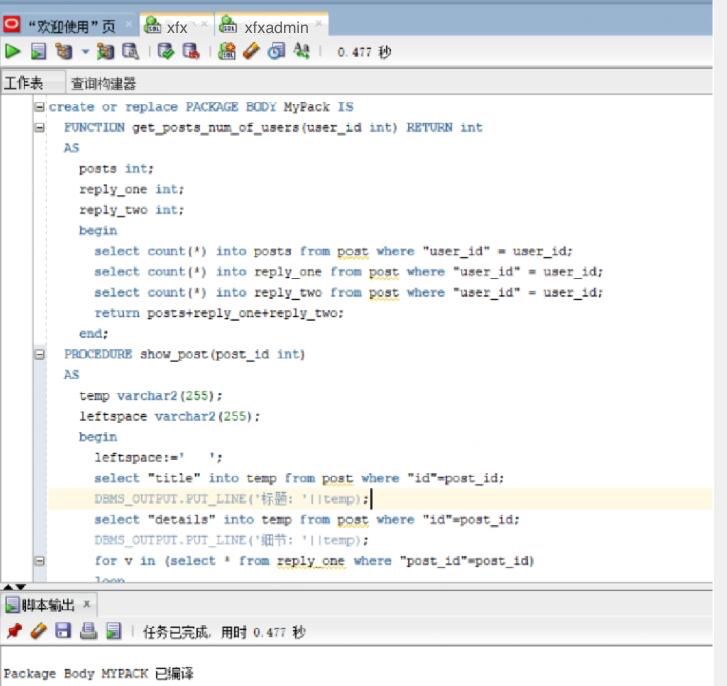 “欢迎使用”页 xfx xfxadmin
0.477 秒
工作表 查询构建器
create or replace PACKAGE BODY MyPack IS
FUNCTION get_posts_num_of_users(user_id int) RETURN int
AS
posts int;
reply_one int;
reply_two int;
begin
select count(*) into posts from post where "user_id" = user_id;
select count(*) into reply_one from post where "user_id" = user_id;
select count(*) into reply_two from post where "user_id" = user_id;
return posts+reply_one+reply_two;
end;
PROCEDURE show_post(post_id int)
AS
temp varchar2(255);
leftspace varchar2(255);
begin
leftspace:='   ';
select "title" into temp from post where "id"=post_id;
DBMS_OUTPUT.PUT_LINE('标题: '||temp);
select "details" into temp from post where "id"=post_id;
DBMS_OUTPUT.PUT_LINE('细节: '||temp);
for v in (select * from reply_one where "post_id"=post_id)
loop
脚本输出 x
任务已完成, 用时 0.477 秒
Package Body MYPACK 已编译